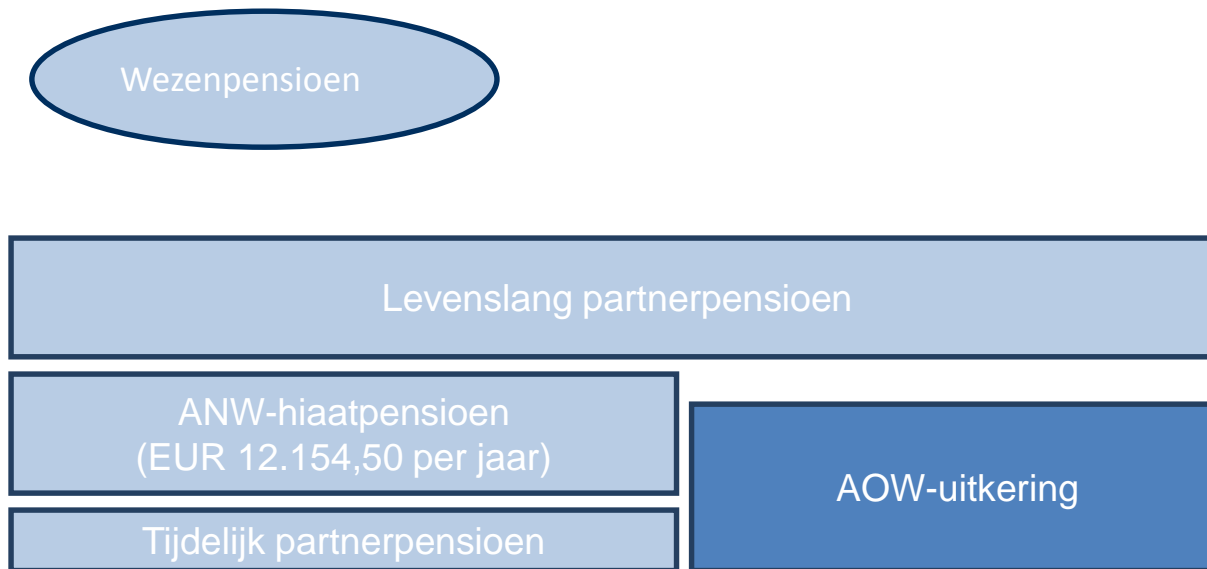 Wezenpensioen
Levenslang partnerpensioen
ANW-hiaatpensioen
(EUR 12.154,50 per jaar)
AOW-uitkering
Tijdelijk partnerpensioen